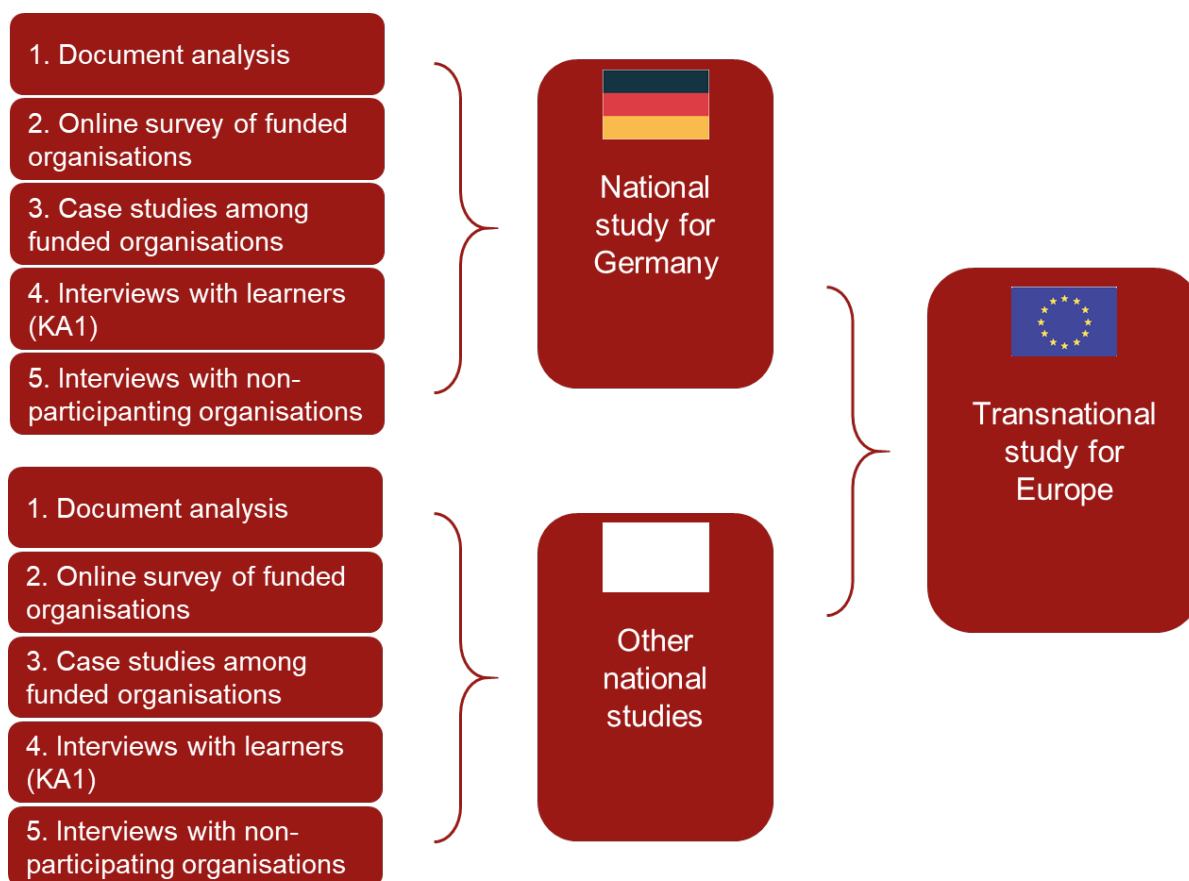 1. Document analysis
2. Online survey of funded
organisations
3. Case studies among
funded organisations
4. Interviews with learners
(KA1)
5. Interviews with non-
participanting organisations
National
study for
Germany
1. Document analysis
2. Online survey of funded
organisations
3. Case studies among
funded organisations
4. Interviews with learners
(KA1)
5. Interviews with non-
participating organisations
Other
national
studies
Transnational
study for
Europe